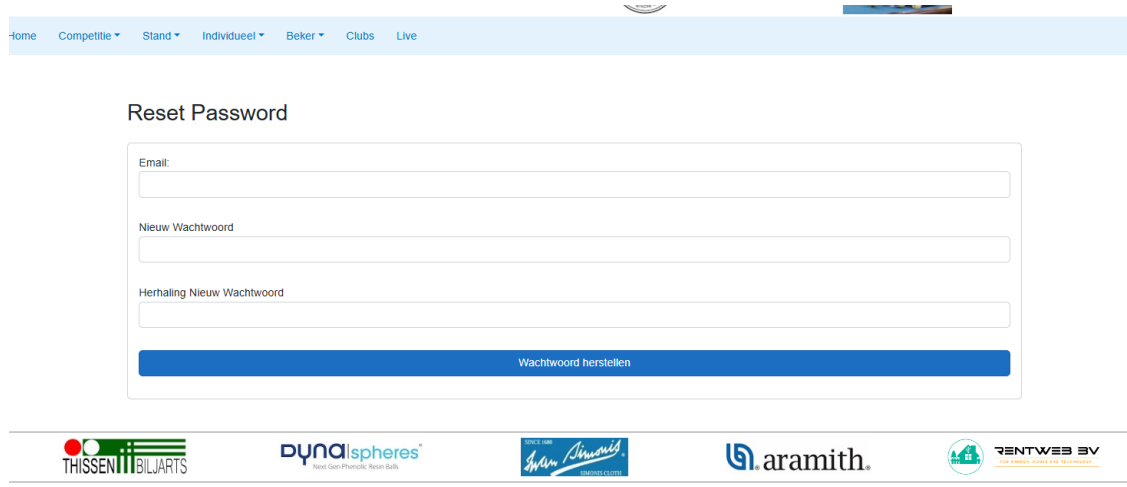 Home Competitie Stand Individueel Beker Clubs Live
Reset Password
Email:
Nieuw Wachtwoord
Herhaling Nieuw Wachtwoord
Wachtwoord herstellen
THISSEN BILJARTS
Dynaspheres
Next Gen Phenolic Resin Balls
SINCE 1680
Iwan Simonis
SIMONIS CLOTH
aramith
RENTWEB BV